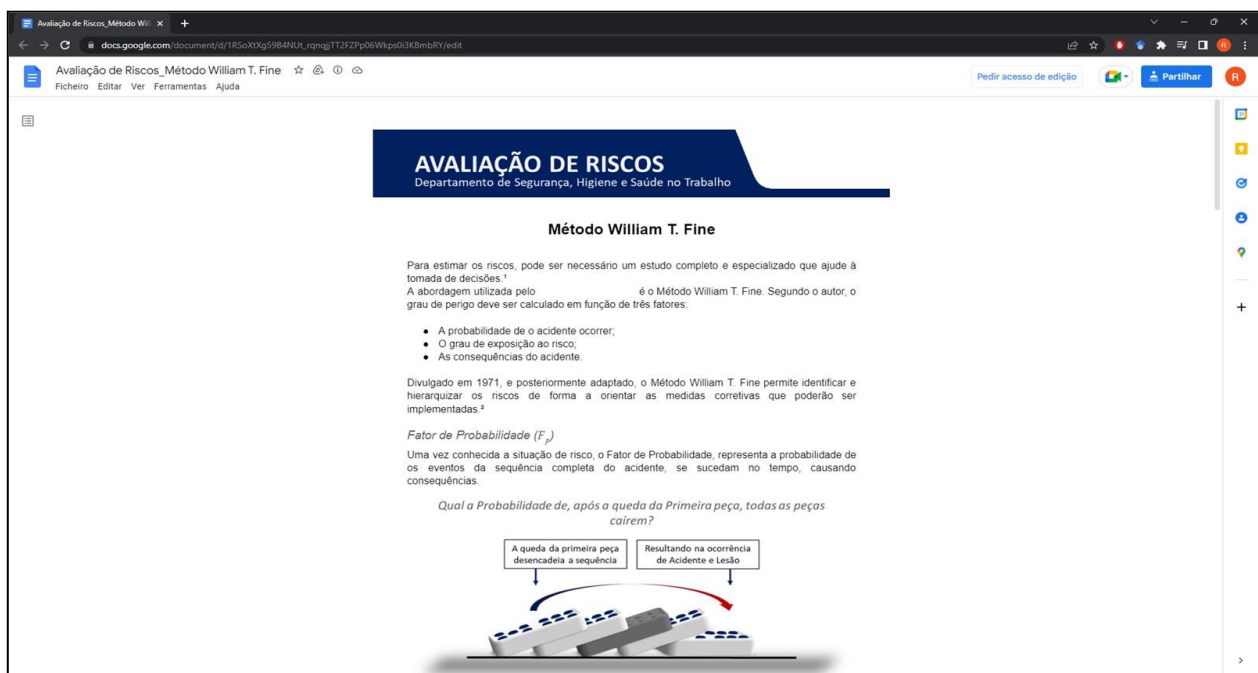 Avaliação de Riscos_Método Will
docs.google.com/document/d/1RSoXtXg59B4NUt_rqnqjjTT2FZPp06Wkps0i3KBmbRY/edit
R
Avaliação de Riscos_Método William T. Fine
Ficheiro Editar Ver Ferramentas Ajuda
Pedir acesso de edição
Partilhar
R
AVALIAÇÃO DE RISCOS
Departamento de Segurança, Higiene e Saúde no Trabalho
Método William T. Fine
Para estimar os riscos, pode ser necessário um estudo completo e especializado que ajude à
tomada de decisões.¹
A abordagem utilizada pelo é o Método William T. Fine. Segundo o autor, o
grau de perigo deve ser calculado em função de três fatores:
● A probabilidade de o acidente ocorrer;
● O grau de exposição ao risco;
● As consequências do acidente.
Divulgado em 1971, e posteriormente adaptado, o Método William T. Fine permite identificar e
hierarquizar os riscos de forma a orientar as medidas corretivas que poderão ser
implementadas.²
Fator de Probabilidade (F_p)
Uma vez conhecida a situação de risco, o Fator de Probabilidade, representa a probabilidade de
os eventos da sequência completa do acidente, se sucedam no tempo, causando
consequências.
Qual a Probabilidade de, após a queda da Primeira peça, todas as peças
caírem?
A queda da primeira peça
desencadeia a sequência
Resultando na ocorrência
de Acidente e Lesão